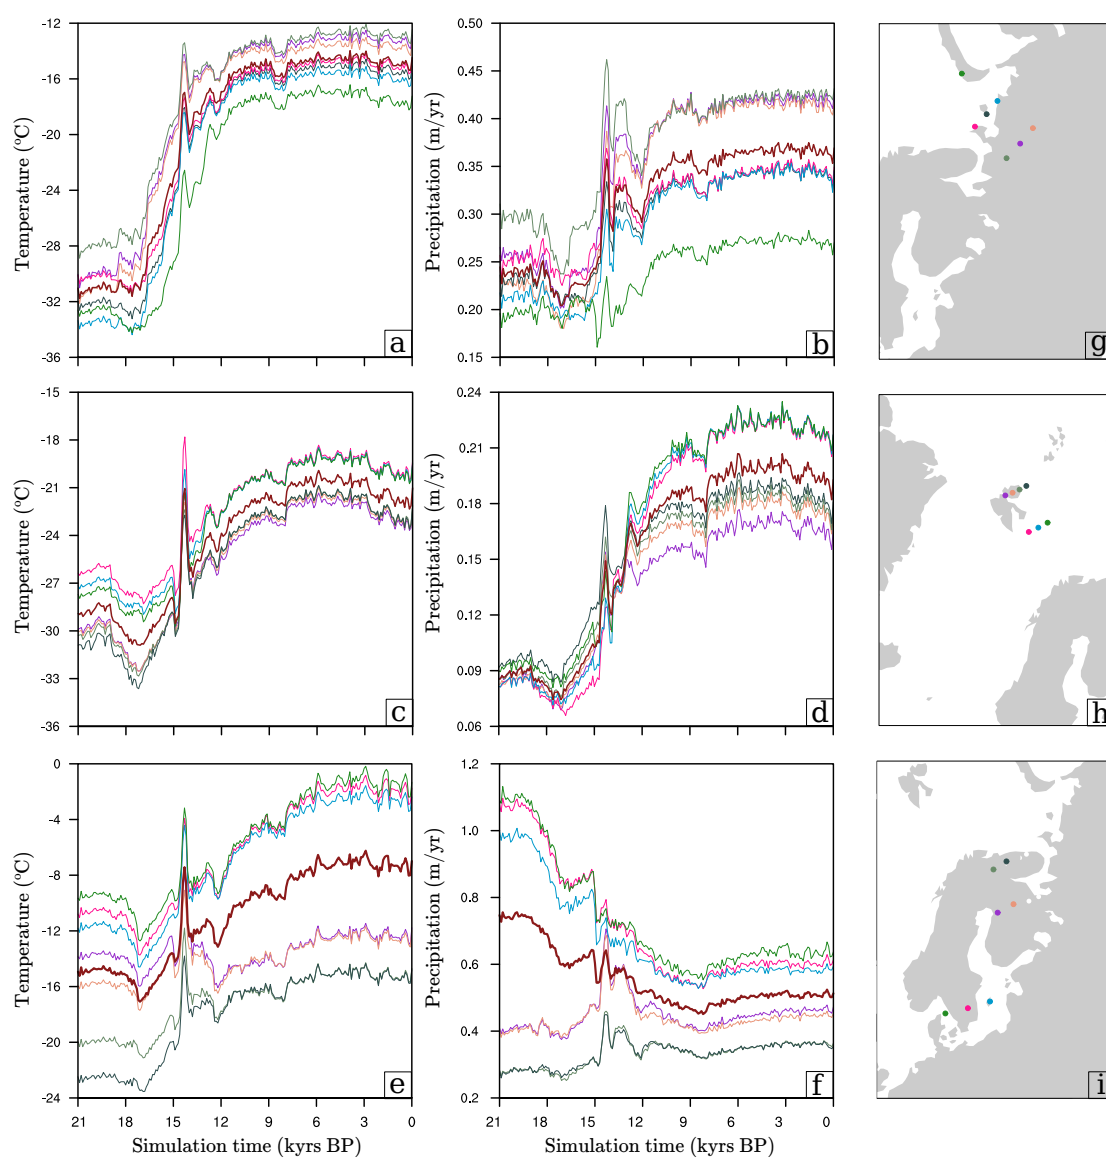 -12
-16
-20
-24
-28
-32
-36
Temperature (°C)
a
0.50
0.45
0.40
0.35
0.30
0.25
0.20
0.15
Precipitation (m/yr)
b
g
-15
-18
-21
-24
-27
-30
-33
-36
Temperature (°C)
c
0.24
0.21
0.18
0.15
0.12
0.09
0.06
Precipitation (m/yr)
d
h
0
-4
-8
-12
-16
-20
-24
Temperature (°C)
e
21 18 15 12 9 6 3 0
Simulation time (kyrs BP)
1.2
1.0
0.8
0.6
0.4
0.2
Precipitation (m/yr)
f
21 18 15 12 9 6 3 0
Simulation time (kyrs BP)
i